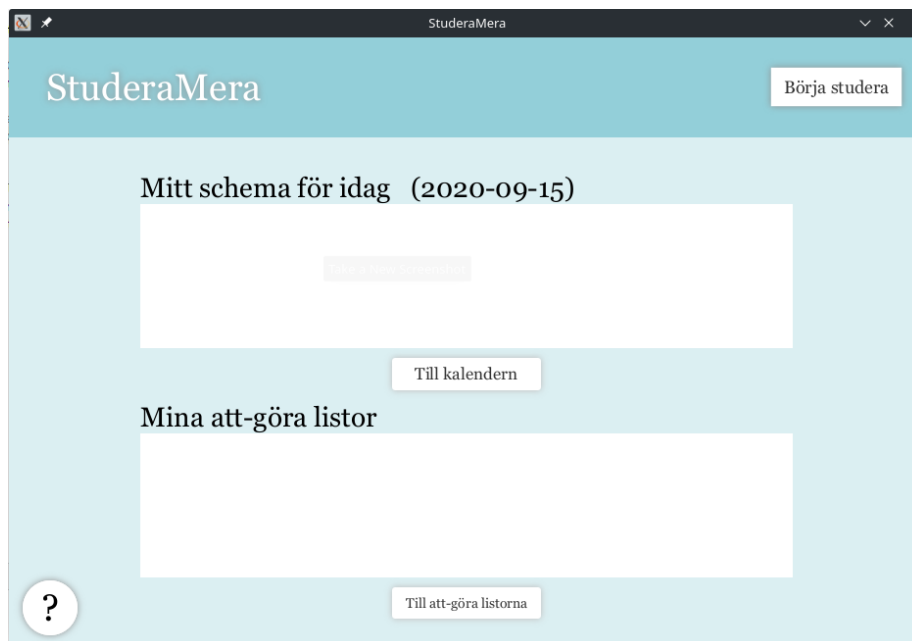 StuderaMera
StuderaMera
Börja studera
Mitt schema för idag (2020-09-15)
Till kalendern
Mina att-göra listor
Till att-göra listorna
?